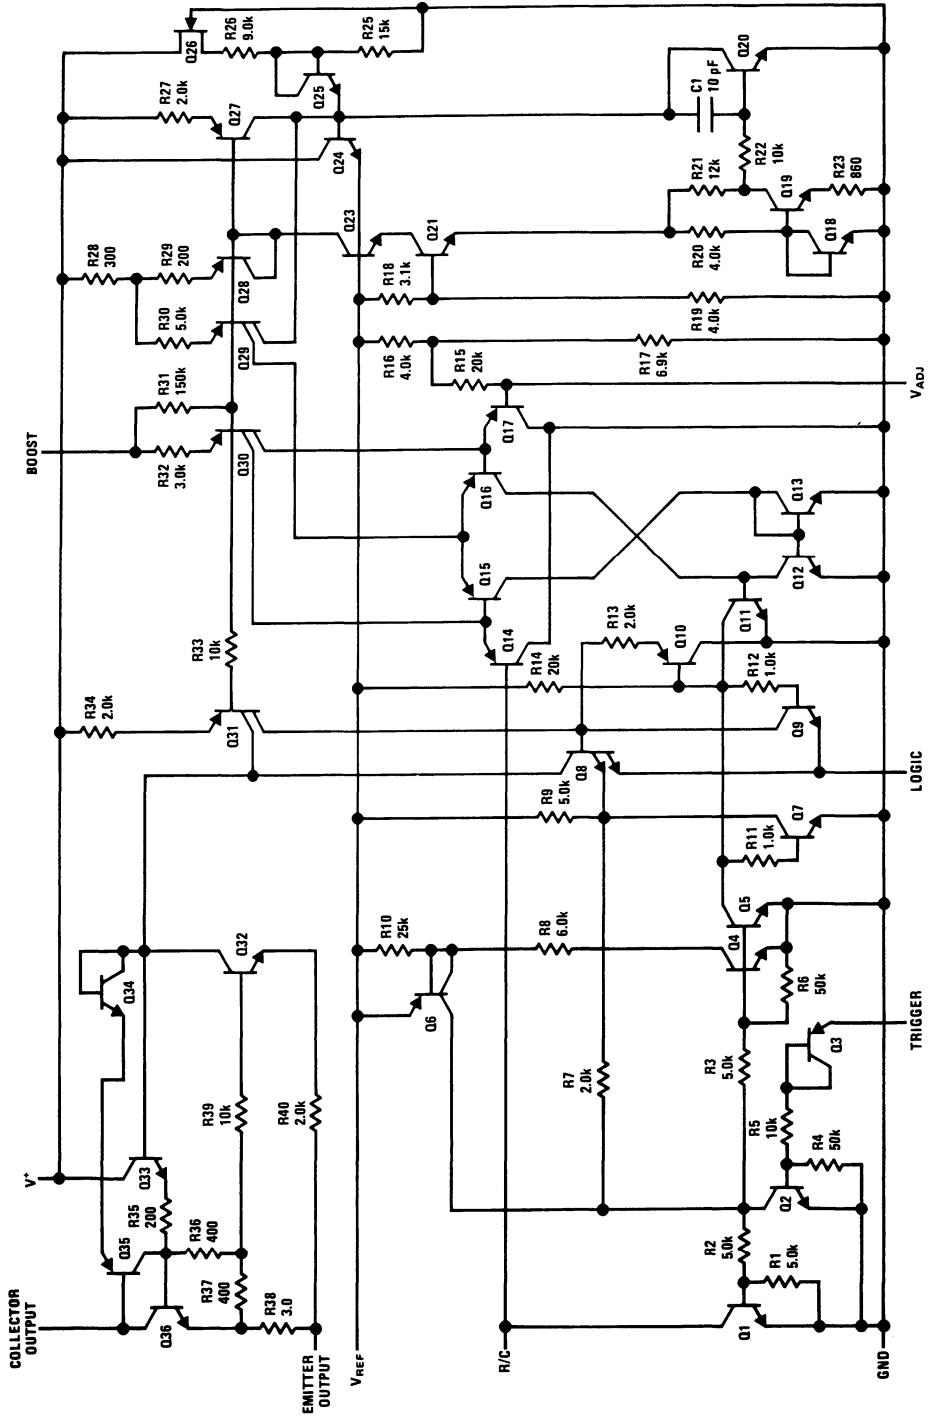 COLLECTOR
OUTPUT
V+
BOOST
Q34
Q35
Q33
R35
200
Q36
R36
400
R37
400
R38
3.0
EMITTER
OUTPUT
R39
10k
R40
2.0k
Q32
R34
2.0k
Q31
R33
10k
R32
3.0k
R31
150k
Q30
R30
5.0k
Q29
R28
300
R29
200
Q28
R27
2.0k
Q27
Q26
R26
9.0k
R25
15k
Q25
Q24
VREF
R10
25k
Q6
R8
6.0k
R9
5.0k
Q8
R7
2.0k
R14
20k
Q14
Q15
Q16
Q17
R13
2.0k
Q10
R16
4.0k
R15
20k
R17
6.9k
R18
3.1k
R19
4.0k
Q23
Q21
R20
4.0k
R21
12k
R22
10k
C1
10 pF
Q20
Q19
Q18
R23
860
R/C
Q1
R2
5.0k
R1
5.0k
Q2
R5
10k
R4
50k
R3
5.0k
Q3
R6
50k
Q4
Q5
R11
1.0k
Q7
R12
1.0k
Q9
Q11
Q12
Q13
GND
TRIGGER
LOGIC
VADJ